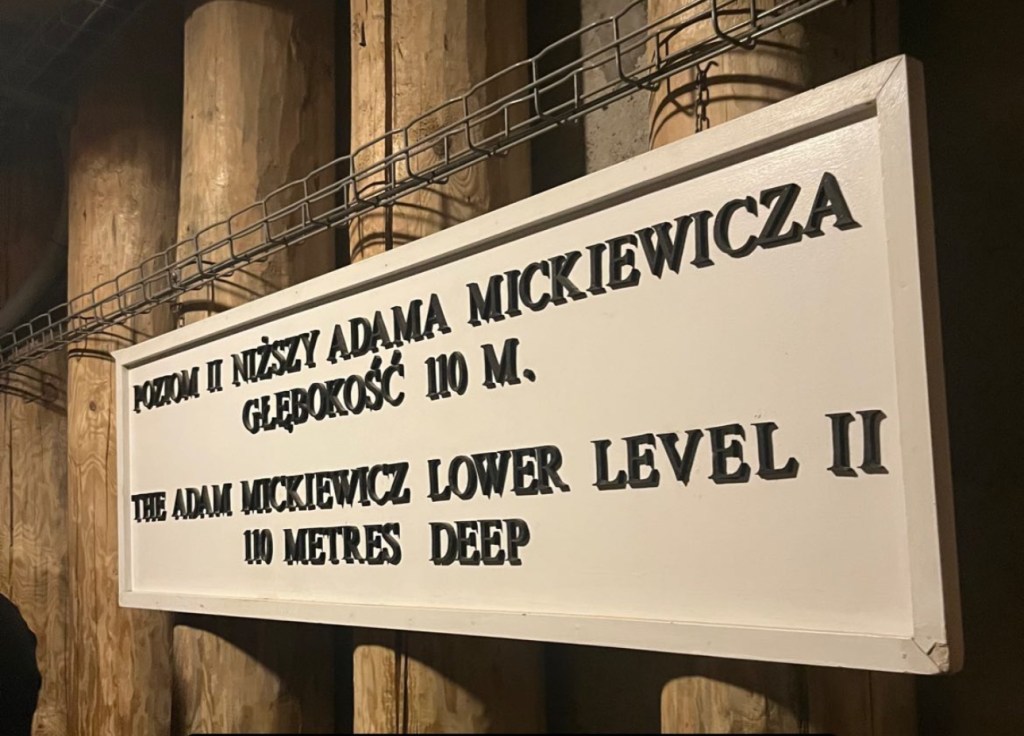 POZIOM II NIŻSZY ADAMA MICKIEWICZA
GŁĘBOKOŚĆ 110 M.
THE ADAM MICKIEWICZ LOWER LEVEL II
110 METRES DEEP